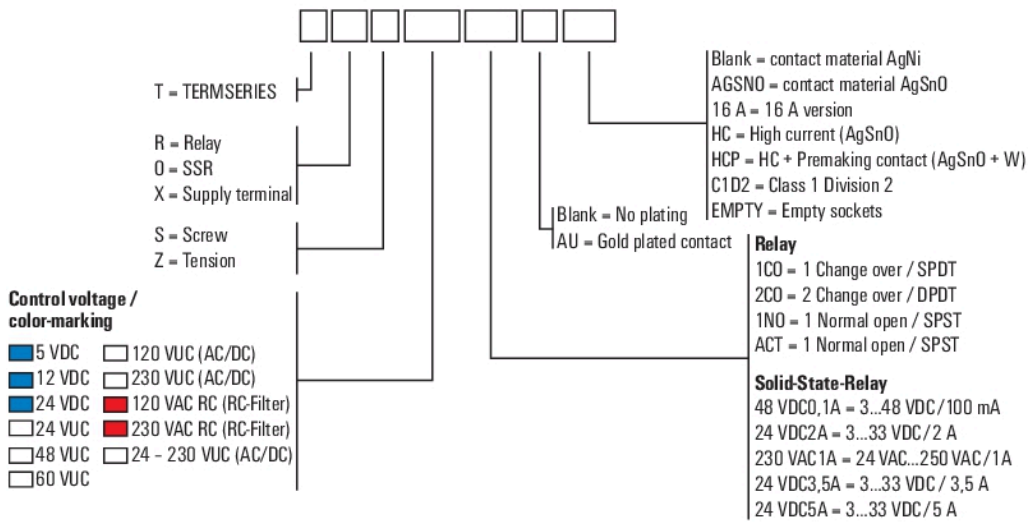 T = TERMSERIES
R = Relay
O = SSR
X = Supply terminal
S = Screw
Z = Tension
Control voltage /
color-marking
5 VDC
12 VDC
24 VDC
24 VUC
48 VUC
60 VUC
120 VUC (AC/DC)
230 VUC (AC/DC)
120 VAC RC (RC-Filter)
230 VAC RC (RC-Filter)
24 – 230 VUC (AC/DC)
Blank = contact material AgNi
AGSNO = contact material AgSnO
16 A = 16 A version
HC = High current (AgSnO)
HCP = HC + Premaking contact (AgSnO + W)
C1D2 = Class 1 Division 2
EMPTY = Empty sockets
Blank = No plating
AU = Gold plated contact
Relay
1CO = 1 Change over / SPDT
2CO = 2 Change over / DPDT
1NO = 1 Normal open / SPST
ACT = 1 Normal open / SPST
Solid-State-Relay
48 VDC0,1A = 3...48 VDC/100 mA
24 VDC2A = 3...33 VDC/2 A
230 VAC1A = 24 VAC...250 VAC/1A
24 VDC3,5A = 3...33 VDC / 3,5 A
24 VDC5A = 3...33 VDC/5 A